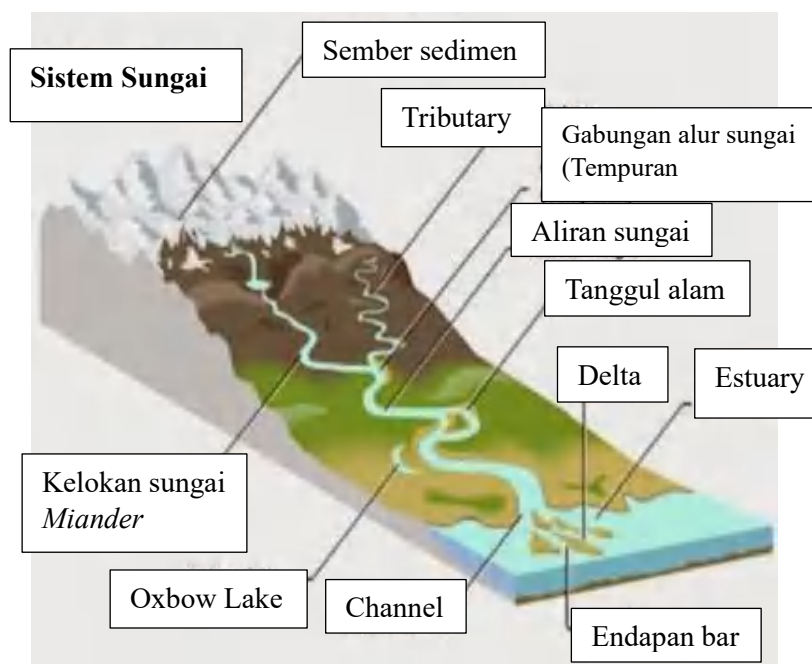 Sember sedimen
Sistem Sungai
Tributary
Gabungan alur sungai
(Tempuran
Aliran sungai
Tanggul alam
Delta
Estuary
Kelokan sungai
Miander
Oxbow Lake
Channel
Endapan bar